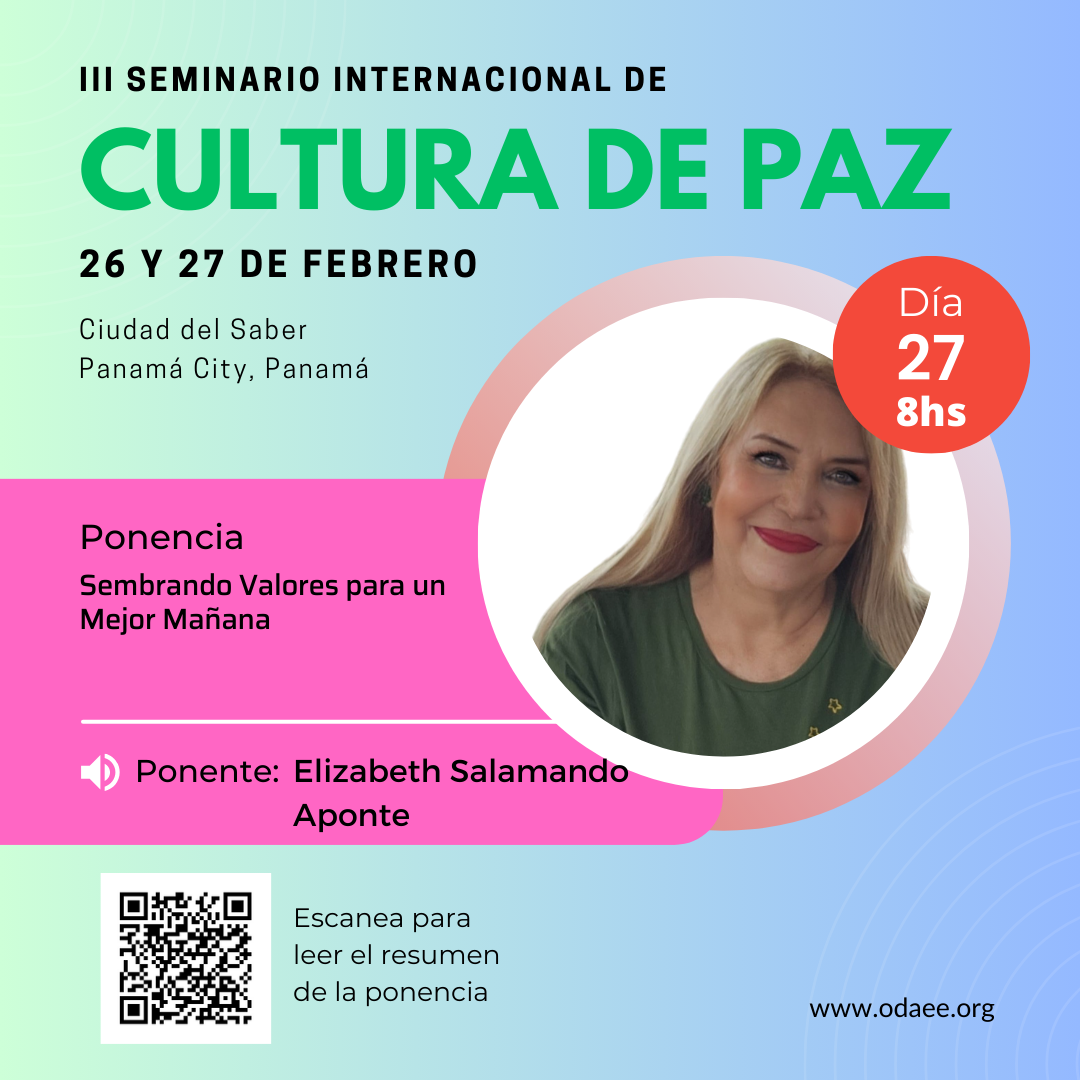 III SEMINARIO INTERNACIONAL DE
CULTURA DE PAZ
26 Y 27 DE FEBRERO
Ciudad del Saber
Panamá City, Panamá
Día
27
8hs
Ponencia
Sembrando Valores para un
Mejor Mañana
Ponente: Elizabeth Salamando
Aponte
Escanea para
leer el resumen
de la ponencia
www.odaee.org